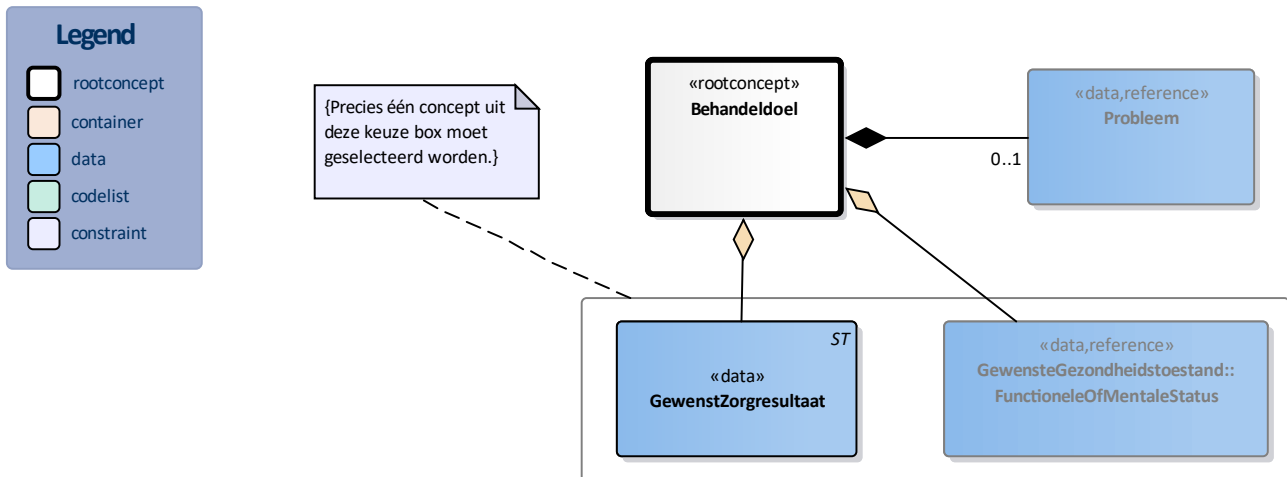 Legend
rootconcept
container
data
codelist
constraint
{Precies één concept uit
deze keuze box moet
geselecteerd worden.}
«rootconcept»
Behandeldoel
«data,reference»
Probleem
0..1
ST
«data»
GewenstZorgresultaat
«data,reference»
GewensteGezondheidstoestand::
FunctioneleOfMentaleStatus